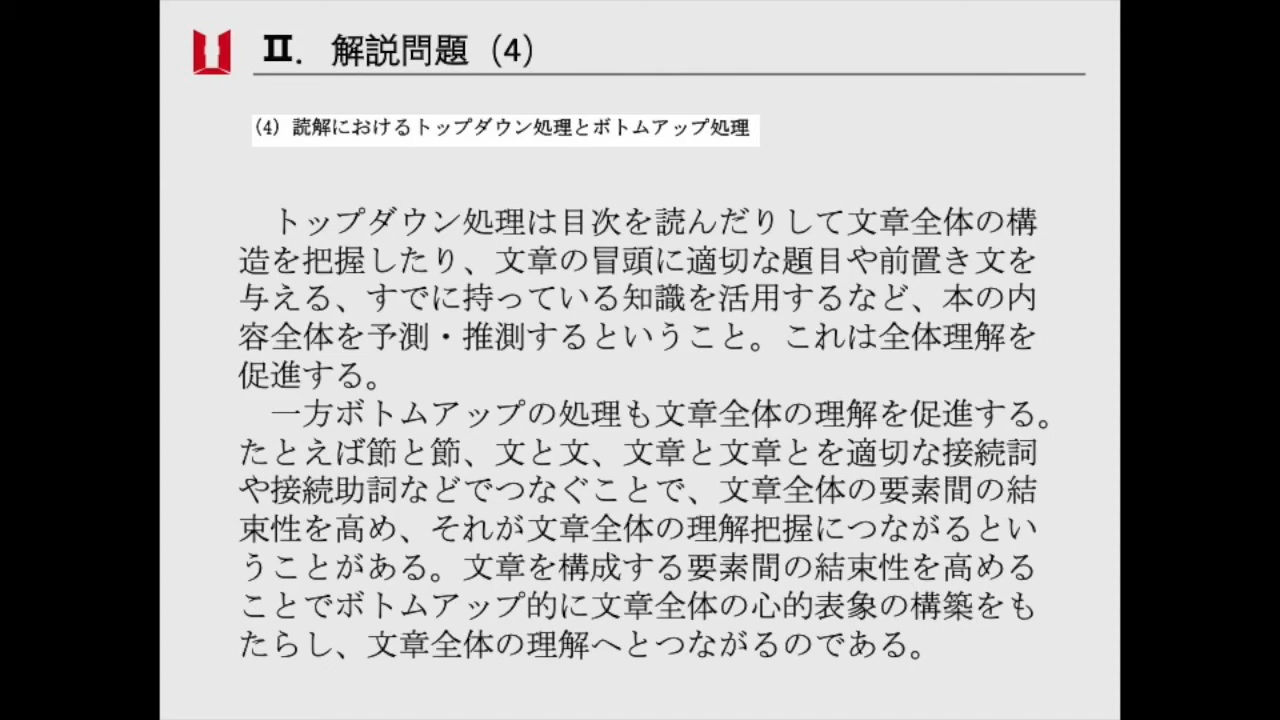 Ⅱ．解説問題（4）
(4) 読解におけるトップダウン処理とボトムアップ処理
トップダウン処理は目次を読んだりして文章全体の構
造を把握したり、文章の冒頭に適切な題目や前置き文を
与える、すでに持っている知識を活用するなど、本の内
容全体を予測・推測するということ。これは全体理解を
促進する。
一方ボトムアップの処理も文章全体の理解を促進する。
たとえば節と節、文と文、文章と文章とを適切な接続詞
や接続助詞などでつなぐことで、文章全体の要素間の結
束性を高め、それが文章全体の理解把握につながるとい
うことがある。文章を構成する要素間の結束性を高める
ことでボトムアップ的に文章全体の心的表象の構築をも
たらし、文章全体の理解へとつながるのである。